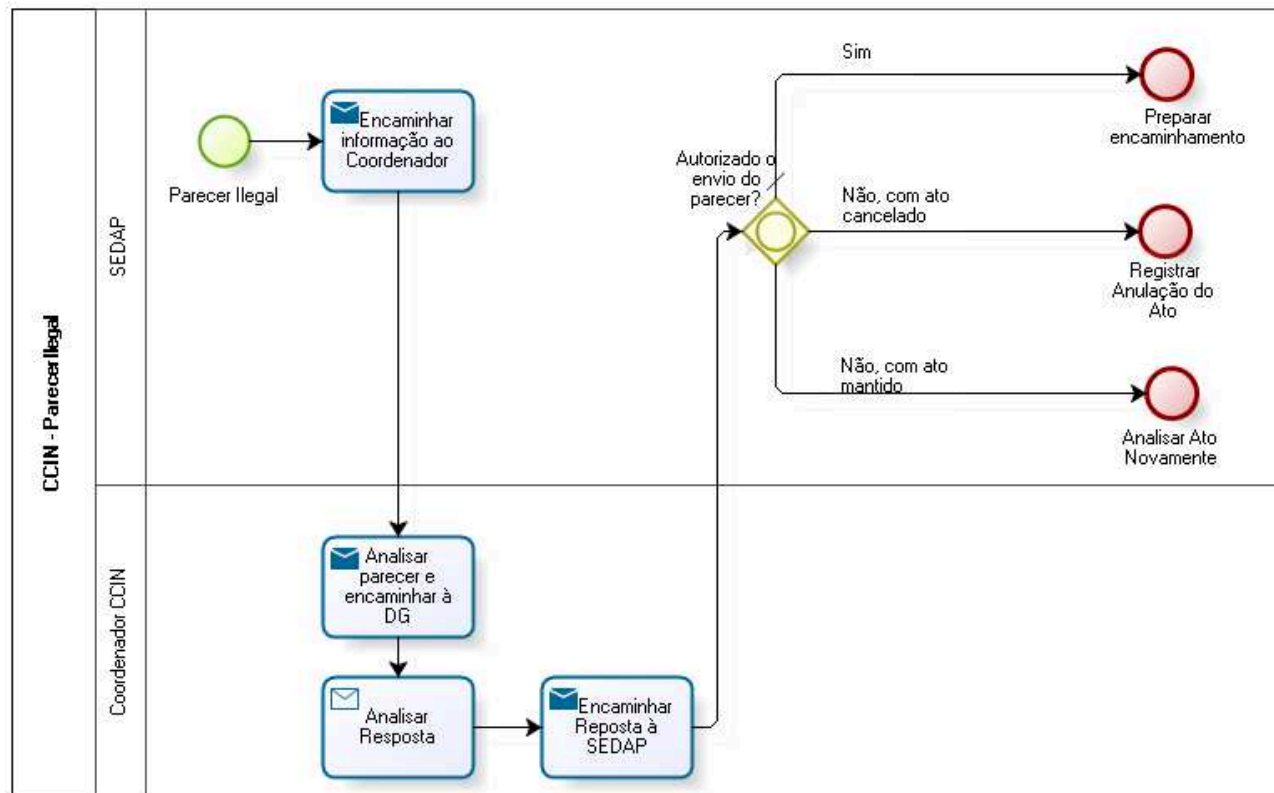 CCIN - Parecer Ilegal
SEDAP
Parecer Ilegal
Encaminhar
informação ao
Coordenador
Autorizado o
envio do
parecer?
Sim
Preparar
encaminhamento
Não, com ato
cancelado
Registrar
Anulação do
Ato
Não, com ato
mantido
Analisar Ato
Novamente
Coordenador CCIN
Analisar
parecer e
encaminhar à
DG
Analisar
Resposta
Encaminhar
Reposta à
SEDAP